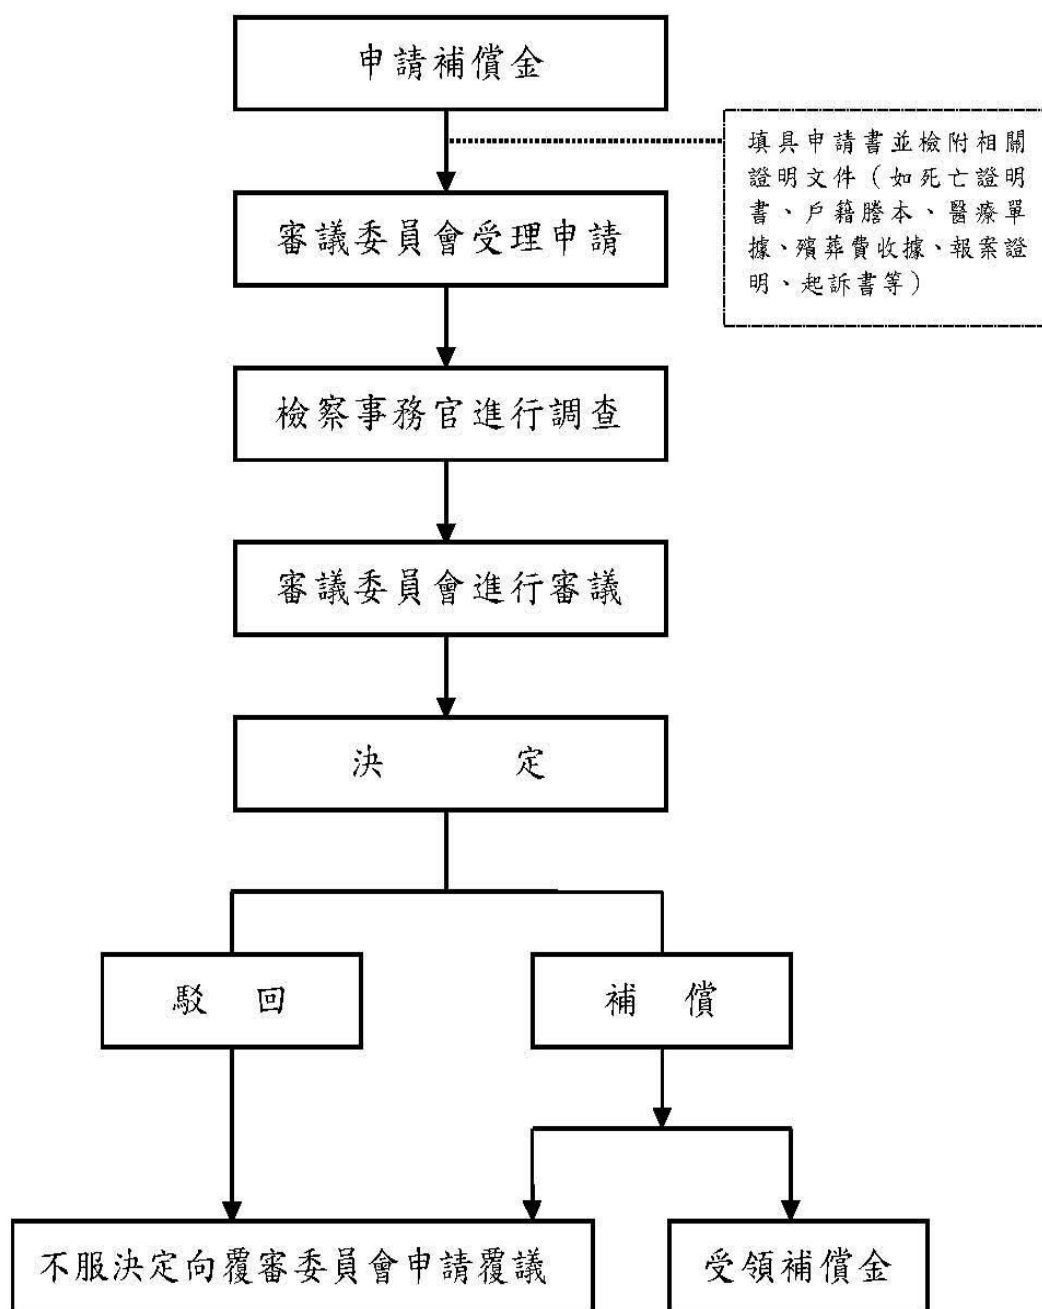 申請補償金
填具申請書並檢附相關
證明文件（如死亡證明
書、戶籍謄本、醫療單
據、殯葬費收據、報案證
明、起訴書等）
審議委員會受理申請
檢察事務官進行調查
審議委員會進行審議
決定
駁回
補償
不服決定向覆審委員會申請覆議
受領補償金